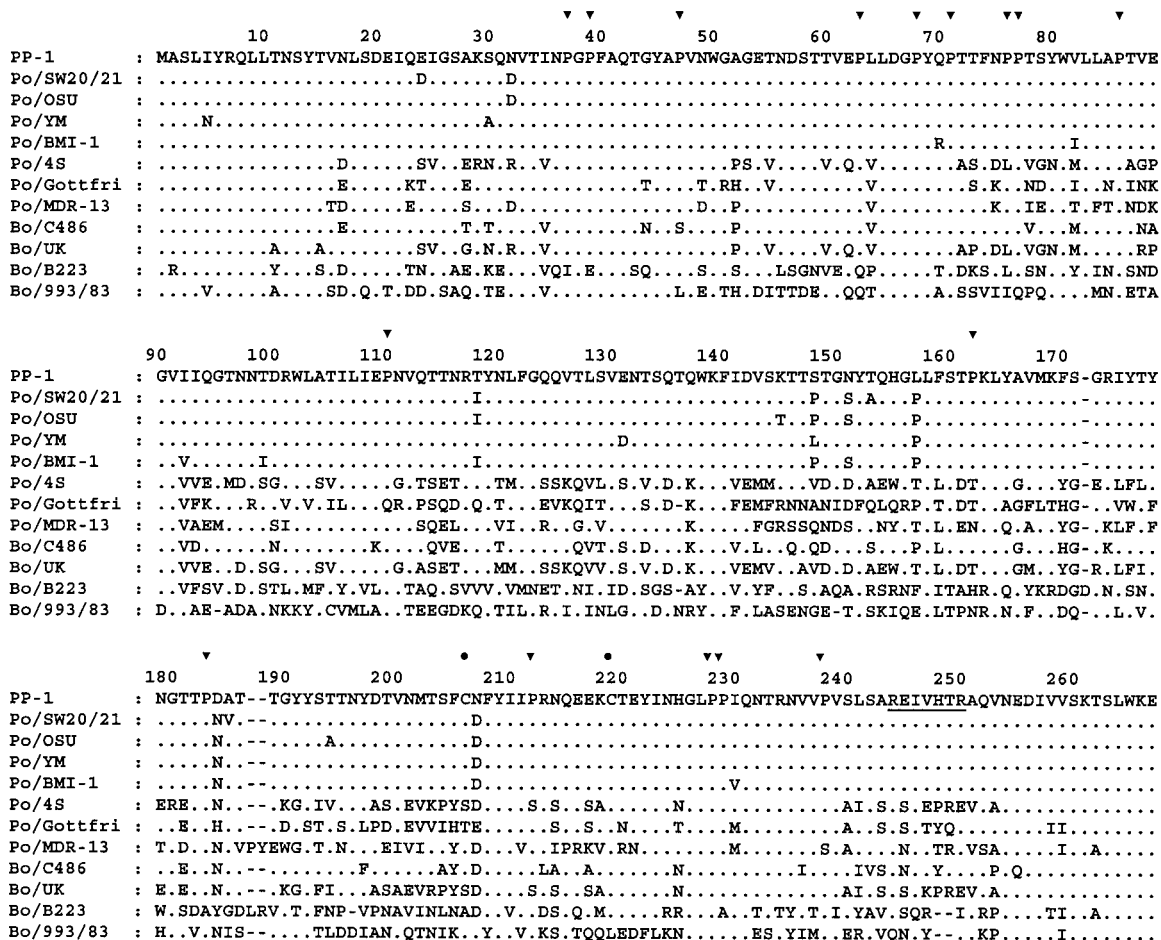 ▼ ▼ ▼ ▼ ▼ ▼ ▼▼ ▼
10 20 30 40 50 60 70 80
PP-1 : MASLIYRQLLTNSYTVNLSDEIQEIGSAKSQNVTINPGPFAQTGYAPVNWGAGETNDSTTVEPLLDGPYQPTTFNPPTSYWVLLAPTVE
Po/SW20/21 : .......................D.......D.........................................................
Po/OSU : ...............................D.........................................................
Po/YM : ....N........................A...........................................................
Po/BMI-1 : .....................................................................R...........I.......
Po/4S : ................D......SV...ERN.R..V................HS.V....V.Q.V.......AS.DL.VGN.M....AGP
Po/Gottfri : ................E.....KT...E...............T....T.RH...V........V........S.K..ND..I..N.INK
Po/MDR-13 : ...............TD.....E....S...D................D..P...........V..........K..IE..T.FT.NDK
Po/C486 : ................E..........T.T....V........N..S....P...........V.............V...V.....NA
Bo/UK : ..........A...A........SV...G.N.R..V................P..V....V.Q.V.......AP.DL.VGN.M....RP
Bo/B223 : .R........Y...S.D.....TN..AE.KE...VQI.E...SQ....S..S...LSGNVE.QP.....T.DKS.L.SN..Y.IN.SND
Bo/993/83 : ....V.....A....SD.Q.T.DD.SAQ.TE...V...........L.E.TH.DITTDE..QQT.....A.SSVIIQPQ....MN.ETA
▼ ▼
90 100 110 120 130 140 150 160 170
PP-1 : GVIIQGTNNTDRWLATILIEPNVQTTNRTYNLFGQQVTLSVENTSQTQWKFIDVSKTTSTGNYTQHGLLFSTPKLYAVMKFS-GRIYTY
Po/SW20/21 : ............................I.............................P..S.A...P..............-......
Po/OSU : ............................I..........................T..P..S.....P..............-......
Po/YM : .........................................D................L........P..............-......
Po/BMI-1 : ..V......I..................I.............................P..S.....P..............-......
Po/4S : ..VVE.MD.SG...SV....G.TSET...TM..SSKQVL.S.V.D.K....VEMM...VD.D.AEW.T.L.DT...G...YG-E.LFL.
Po/Gottfri : ..VFK...R..V.V.IL...QR.PSQD.Q.T...EVKQIT...S.D-K....FEMFRNNANIDFQLQRP.T.DT..AGFLTHG-..VW.F
Po/MDR-13 : ..VAEM....SI...........SQEL...VI..R..G.V.......K.....FGRSSQNDS..NY.T.L.EN..Q.A..YG-.KLF.F
Bo/C486 : ..VD......N........K....QVE...T......QVT.S.D..K...V.L..Q.QD...S...P.L.....G...HG-.K....
Bo/UK : ..VVE..D.SG...SV....G.ASET...MM..SSKQVV.S.V.D.K....VEMV..AVD.D.AEW.T.L.DT...GM..YG-R.LFI.
Bo/B223 : ..VFSV.D.STL.MF.Y.VL..TAQ.SVVV.VMNET.NI.ID.SGS-AY..V.YF..S.AQA.RSRNF.ITAHR.Q.YKRDGD.N.SN.
Bo/993/83 : D..AE-ADA.NKKY.CVMLA..TEEGDKQ.TIL.R.I.INLG..D.NRY..F.LASENGE-T.SKIQE.LTPNR.N.F..DQ-..L.V.
▼ ● ▼ ● ▼▼ ▼
180 190 200 210 220 230 240 250 260
PP-1 : NGTTPDAT--TGYYSTTNYDTVNMTSFCNFYIIPRNQEEKCTEYINHGLPPIQNTRNVVPVSLSAREIVHTRAQVNEDIVVSKTSLWKE
Po/SW20/21 : .....NV.--..................D............................................................
Po/OSU : .....N..--.....A............D............................................................
Po/YM : .....N..--..................D............................................................
Po/BMI-1 : .....N..--..................D......................V.....................................
Po/4S : ERE..N..--.KG.IV...AS.EVKPYSD....S.S..SA.......N..............AI.S.S.EPREV.A..............
Po/Gottfri : ..E..H..--..D.ST.S.LPD.EVVIHTE......S..S..N....T....M.........A..S..TYQ........II........
Po/MDR-13 : T.D..N.VPYEWG.T.N...EIVI..Y.D...V...IPRKV.RN.......M.......S.A....N..TR.VSA.....I..A.....
Bo/C486 : ..E..N..--........F......AY.D.....LA..A.......N..........I....IVS.N..Y.....P..Q..........
Bo/UK : E.E..N..--.KG.FI...ASAEVRPYSD....S.S..SA.......N..............AI.S.S.KPREV.A..............
Bo/B223 : W.SDAYGDLRV.T.FNP-VPNAVINLNAD..V..DS.Q.M.....RR..A..T.TY.T.I.YAV.SQR--I.RP....TI..A......
Bo/993/83 : H..V.NIS--...TLDDIAN.QTNIK..Y..V..KS.TQQLEDFLKN......ES.YIM..ER.VQN.Y--..KP....I.........